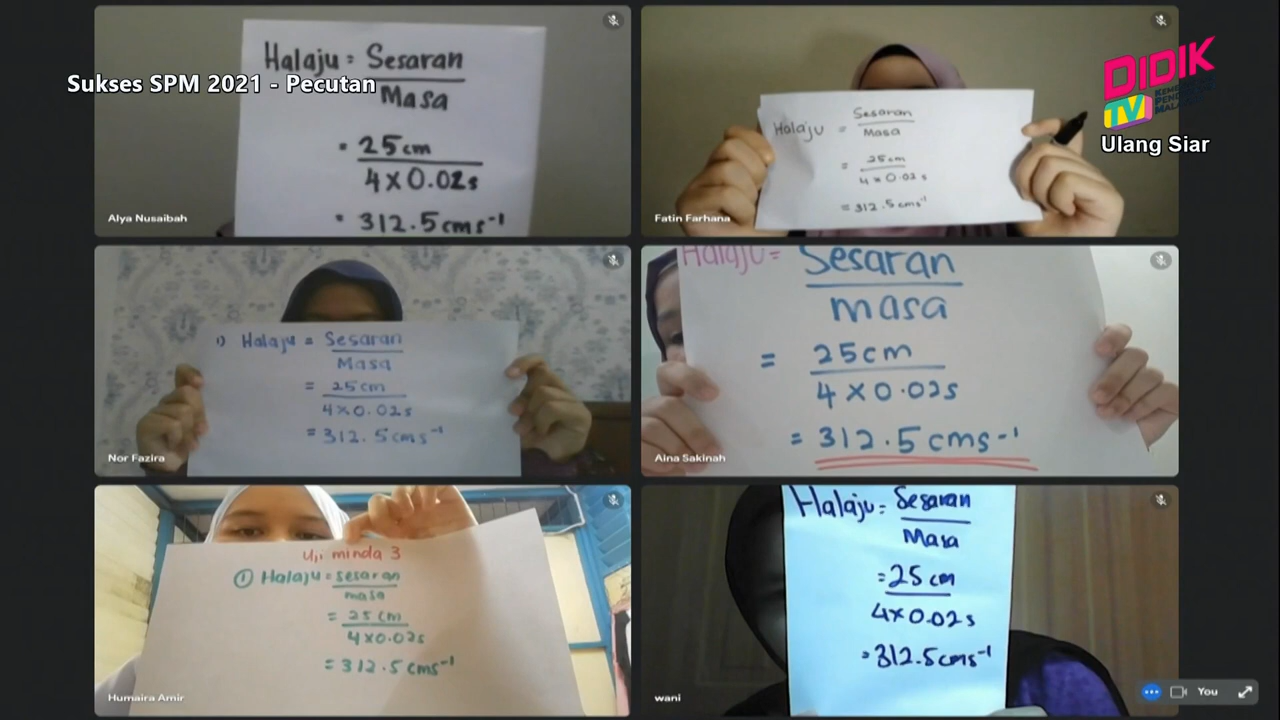 Sukses SPM 2021 - Pecutan
DIDIK
TV
Ulang Siar
Halaju = Sesaran
Masa
= 25cm
4 x 0.02s
= 312.5cms⁻¹
Alya Nusaibah
Halaju = Sesaran
Masa
= 25cm
4 x 0.02s
= 312.5cms⁻¹
Fatin Farhana
1) Halaju = Sesaran
Masa
= 25cm
4x0.02s
= 312.5cms⁻¹
Nor Fazira
Halaju = Sesaran
masa
= 25cm
4 x 0.02s
= 312.5cms⁻¹
Aina Sakinah
Uji minda 3
① Halaju = sesaran
masa
= 25cm
4x0.02s
= 312.5cms⁻¹
Humaira Amir
Halaju = Sesaran
Masa
= 25cm
4x0.02s
= 312.5cms⁻¹
wani
You